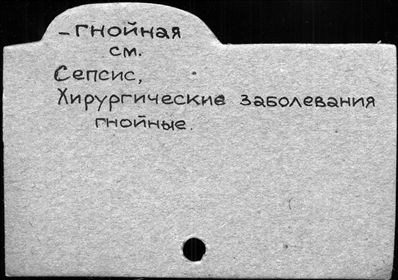 – гнойная
см.
Сепсис,
Хирургические заболевания
гнойные.